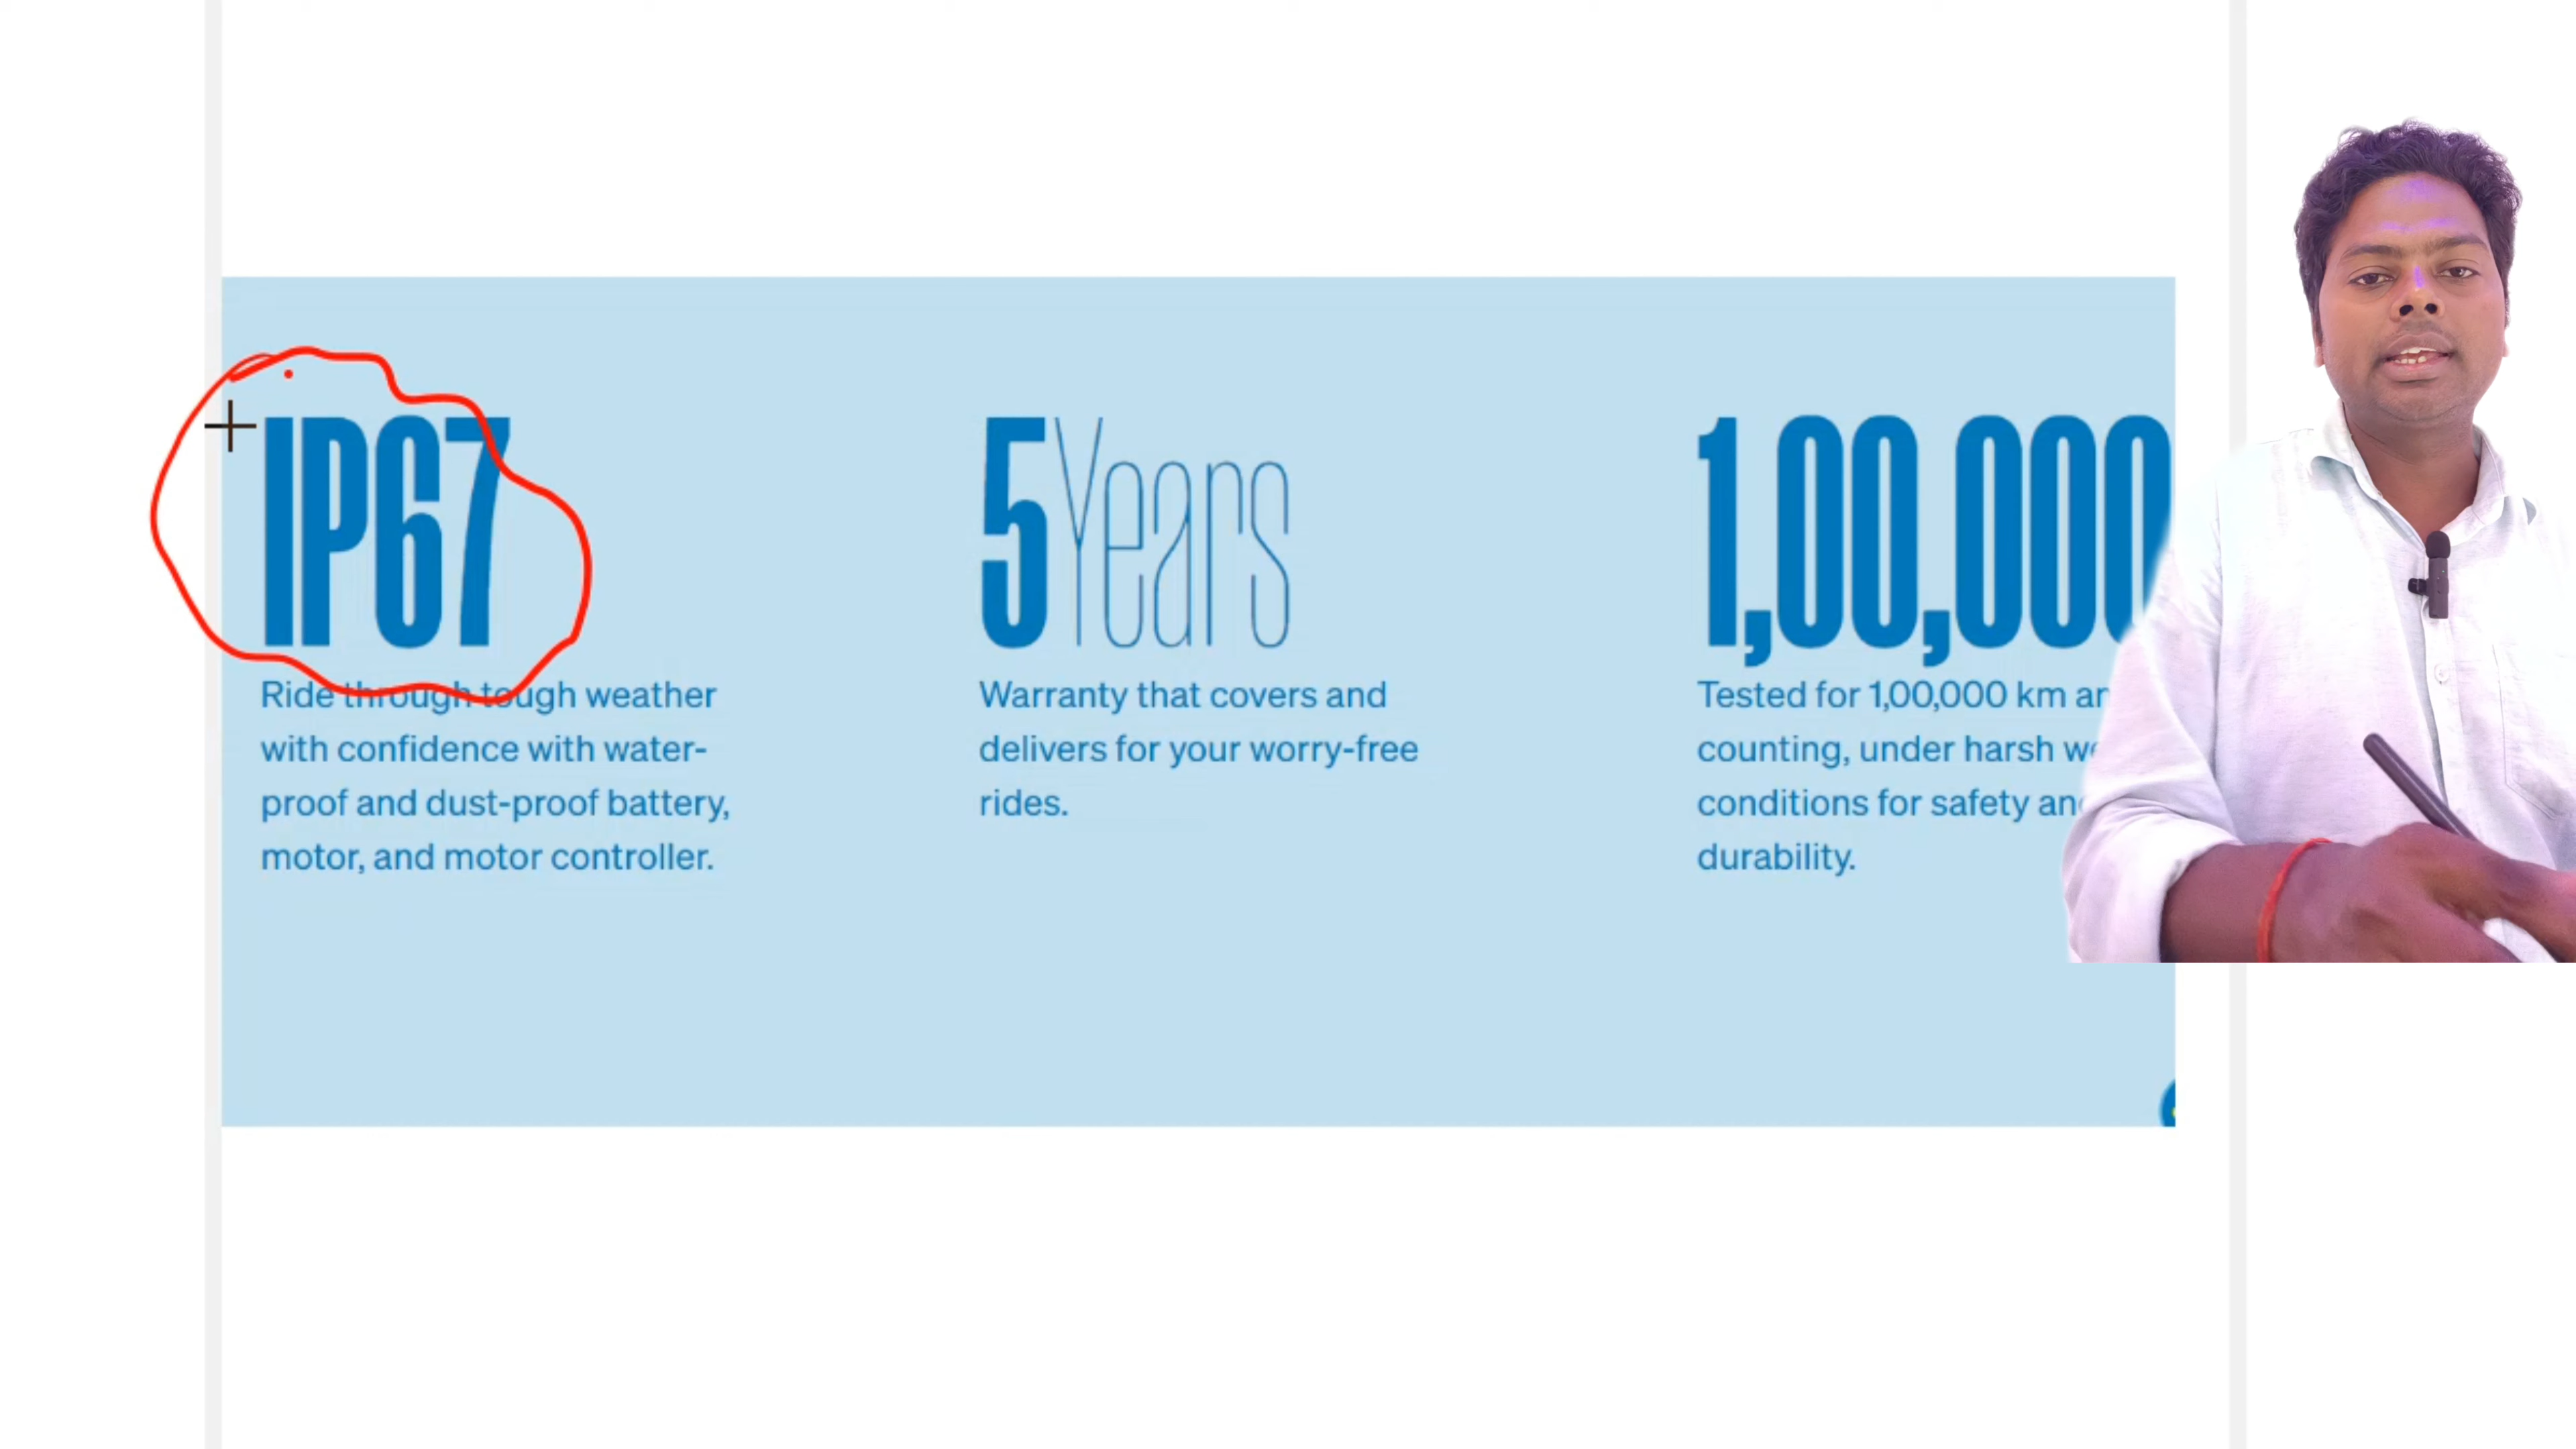 IP67
Ride through tough weather
with confidence with water-
proof and dust-proof battery,
motor, and motor controller.
5 Years
Warranty that covers and
delivers for your worry-free
rides.
1,00,000
Tested for 1,00,000 km
counting, under harsh
conditions for safety
durability.